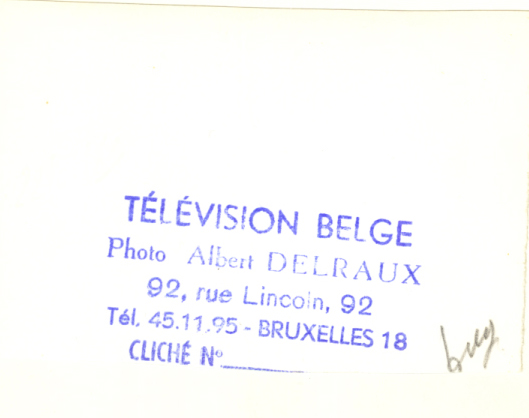 TÉLÉVISION BELGE
Photo Albert DELRAUX
92, rue Lincoln, 92
Tél. 45.11.95 - BRUXELLES 18
CLICHÉ N°